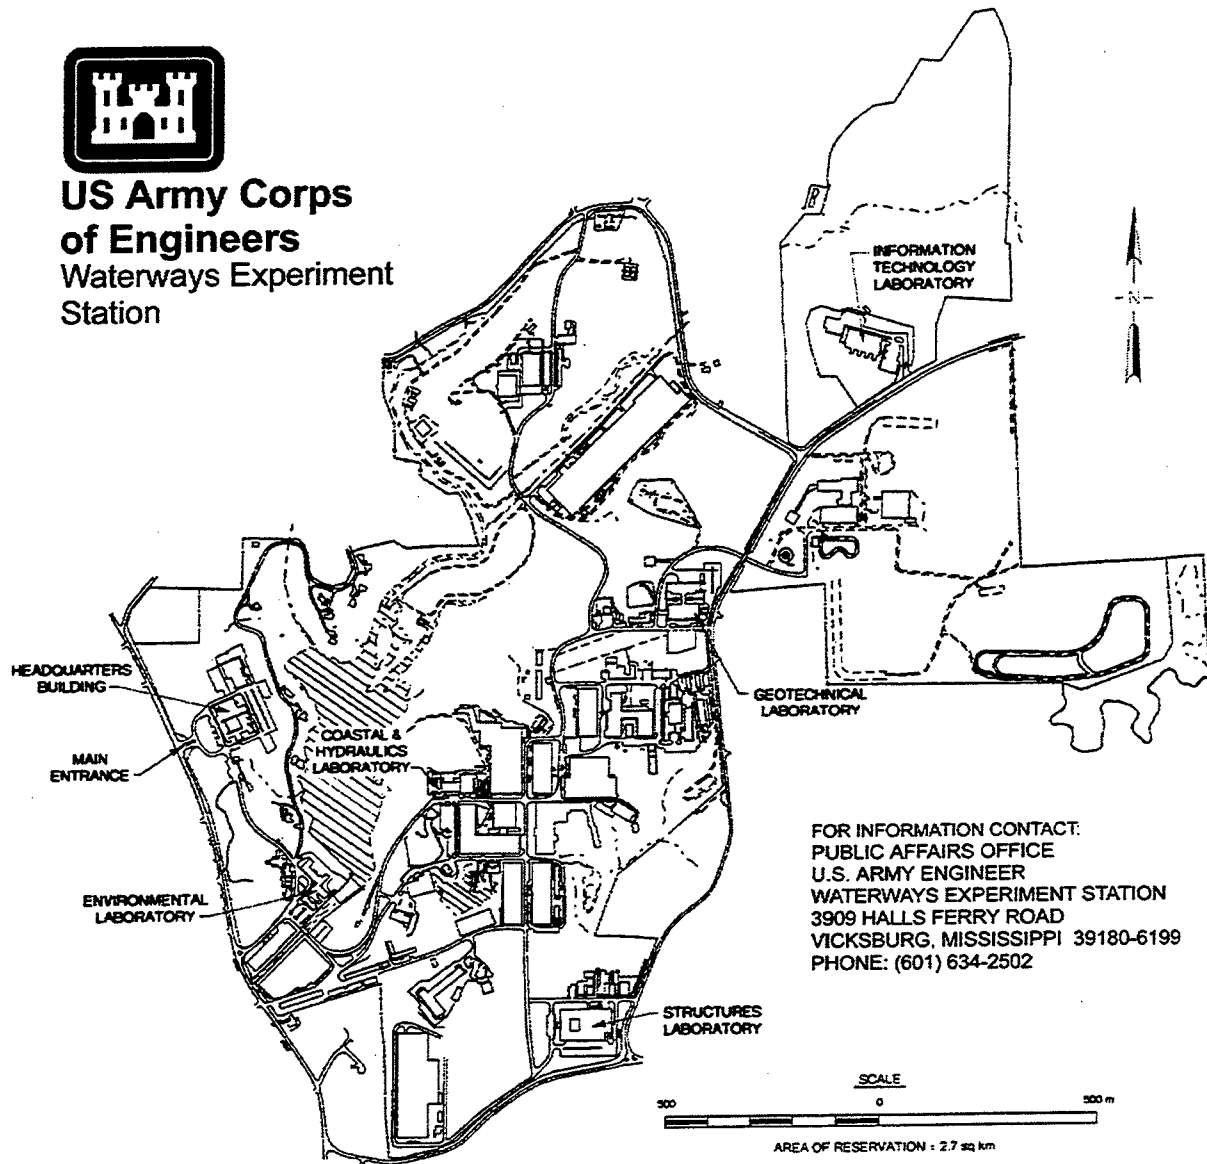 US Army Corps
of Engineers
Waterways Experiment
Station
INFORMATION
TECHNOLOGY
LABORATORY
N
HEADQUARTERS
BUILDING
MAIN
ENTRANCE
COASTAL &
HYDRAULICS
LABORATORY
GEOTECHNICAL
LABORATORY
ENVIRONMENTAL
LABORATORY
STRUCTURES
LABORATORY
FOR INFORMATION CONTACT:
PUBLIC AFFAIRS OFFICE
U.S. ARMY ENGINEER
WATERWAYS EXPERIMENT STATION
3909 HALLS FERRY ROAD
VICKSBURG, MISSISSIPPI 39180-6199
PHONE: (601) 634-2502
SCALE
500 0 500 m
AREA OF RESERVATION : 2.7 sq km